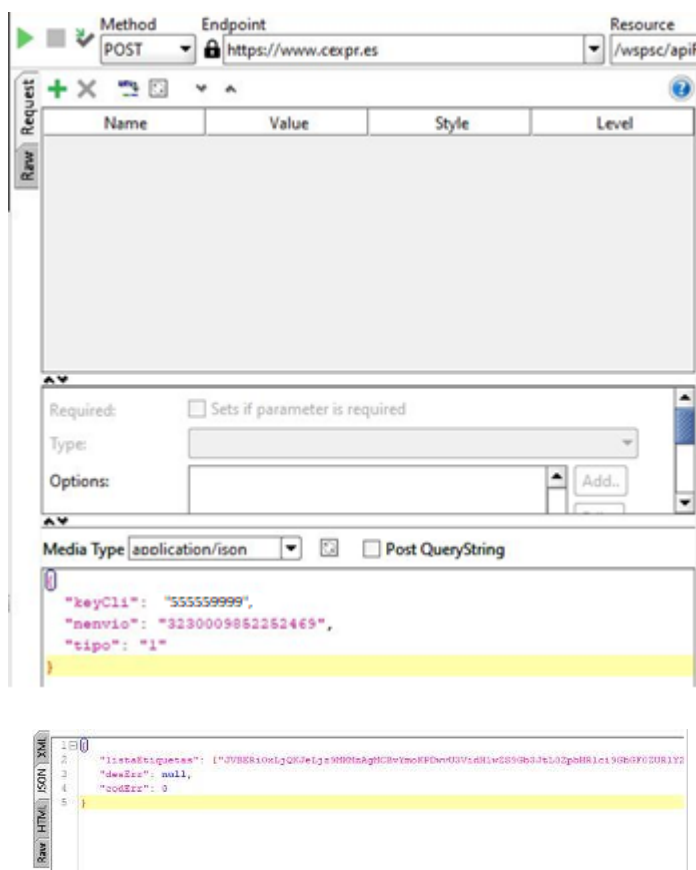 Method Endpoint Resource
POST https://www.cexpr.es /wspsc/apiR
Request
Raw
Name Value Style Level
Required: Sets if parameter is required
Type:
Options: Add..
Media Type application/json Post QueryString
{
"keyCli": "555559999",
"nenvio": "3230009852252469",
"tipo": "1"
}
XML
JSON
HTML
Raw
1 {
2 "listaEtiquetas":
3 "desErr": null,
4 "codErr": 0
5 }